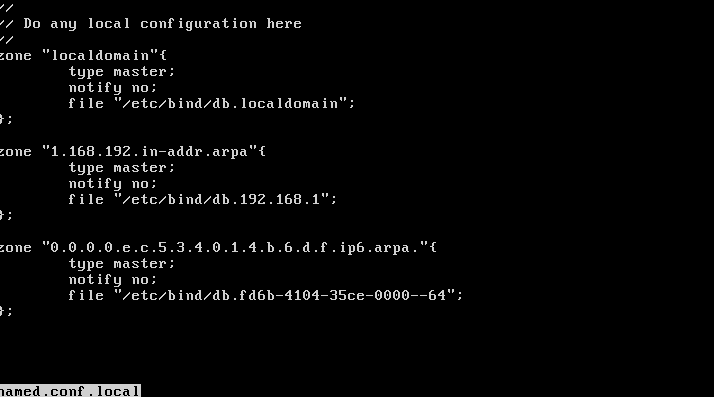 //
// Do any local configuration here
//
zone "localdomain"{
type master;
notify no;
file "/etc/bind/db.localdomain";
};
zone "1.168.192.in-addr.arpa"{
type master;
notify no;
file "/etc/bind/db.192.168.1";
};
zone "0.0.0.0.e.c.5.3.4.0.1.4.b.6.d.f.ip6.arpa."{
type master;
notify no;
file "/etc/bind/db.fd6b-4104-35ce-0000--64";
};
named.conf.local